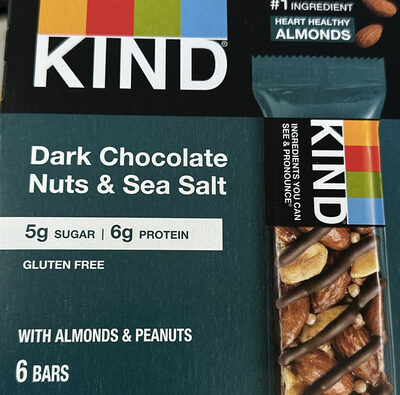 #1 INGREDIENT
HEART HEALTHY
ALMONDS
KIND®
Dark Chocolate
Nuts & Sea Salt
5g SUGAR | 6g PROTEIN
GLUTEN FREE
WITH ALMONDS & PEANUTS
6 BARS
KIND
INGREDIENTS YOU CAN
SEE & PRONOUNCE®